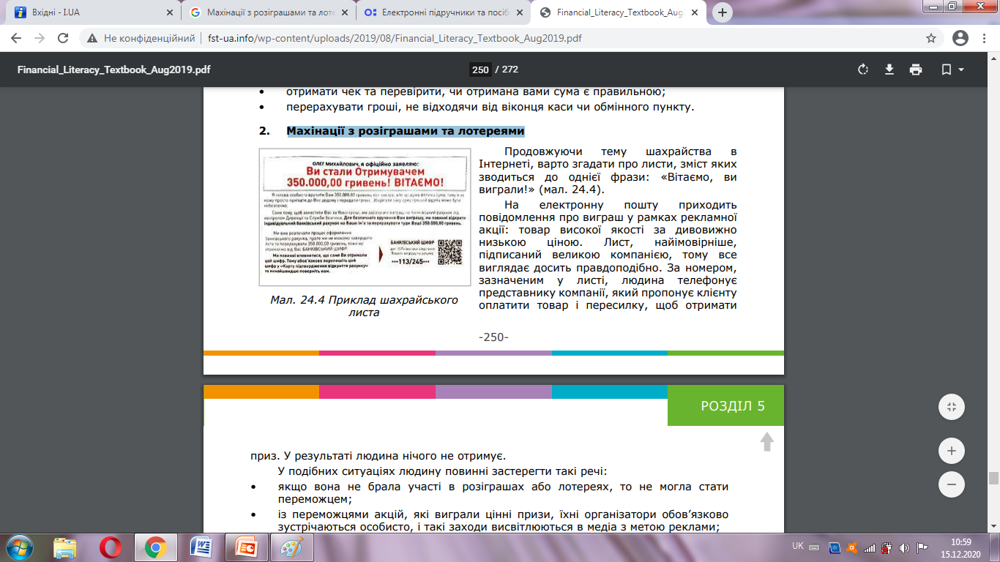 Вхідні - I.UA
Махінації з розіграшами та лоте
Електронні підручники та посіб
Financial_Literacy_Textbook_Aug
Не конфіденційний
fst-ua.info/wp-content/uploads/2019/08/Financial_Literacy_Textbook_Aug2019.pdf
Financial_Literacy_Textbook_Aug2019.pdf
250 / 272
• отримати чек та перевірити, чи отримана вами сума є правильною;
• перерахувати гроші, не відходячи від віконця каси чи обмінного пункту.
2. Махінації з розіграшами та лотереями
ОЛЕГ МИХАЙЛОВИЧ, я офіційно заявляю:
Ви стали Отримувачем
350.000,00 гривень! ВІТАЄМО!
БАНКІВСЬКИЙ ШИФР
***113/245***
Мал. 24.4 Приклад шахрайського
листа
Продовжуючи тему шахрайства в
Інтернеті, варто згадати про листи, зміст яких
зводиться до однієї фрази: «Вітаємо, ви
виграли!» (мал. 24.4).
На електронну пошту приходить
повідомлення про виграш у рамках рекламної
акції: товар високої якості за дивовижно
низькою ціною. Лист, найімовірніше,
підписаний великою компанією, тому все
виглядає досить правдоподібно. За номером,
зазначеним у листі, людина телефонує
представнику компанії, який пропонує клієнту
оплатити товар і пересилку, щоб отримати
-250-
РОЗДІЛ 5
приз. У результаті людина нічого не отримує.
У подібних ситуаціях людину повинні застерегти такі речі:
• якщо вона не брала участі в розіграшах або лотереях, то не могла стати
переможцем;
• із переможцями акцій, які виграли цінні призи, їхні організатори обов’язково
зустрічаються особисто, і такі заходи висвітлюються в медіа з метою реклами;
UK
10:59
15.12.2020